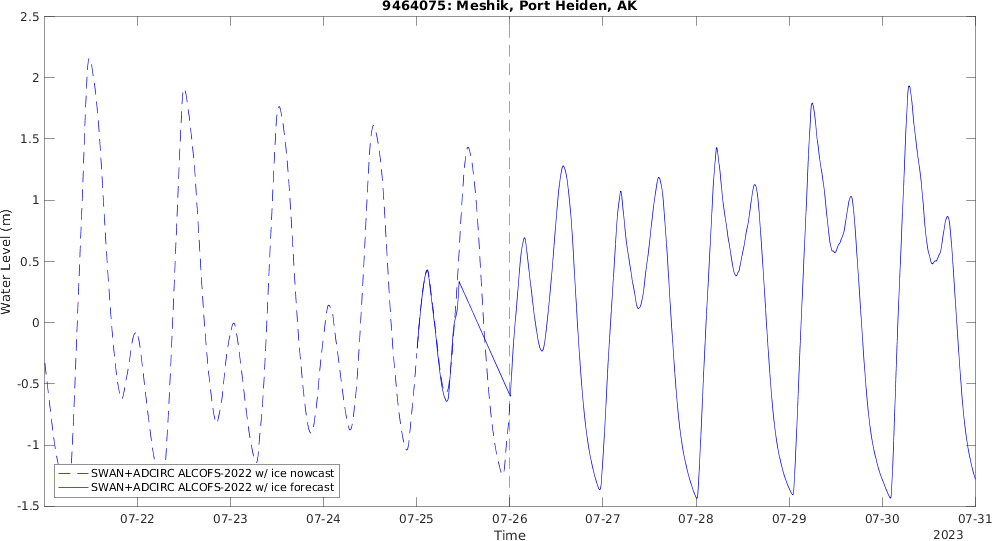 9464075: Meshik, Port Heiden, AK
2.5
2
1.5
1
0.5
0
-0.5
-1
-1.5
Water Level (m)
SWAN+ADCIRC ALCOFS-2022 w/ ice nowcast
SWAN+ADCIRC ALCOFS-2022 w/ ice forecast
07-22 07-23 07-24 07-25 07-26 07-27 07-28 07-29 07-30 07-31
Time
2023